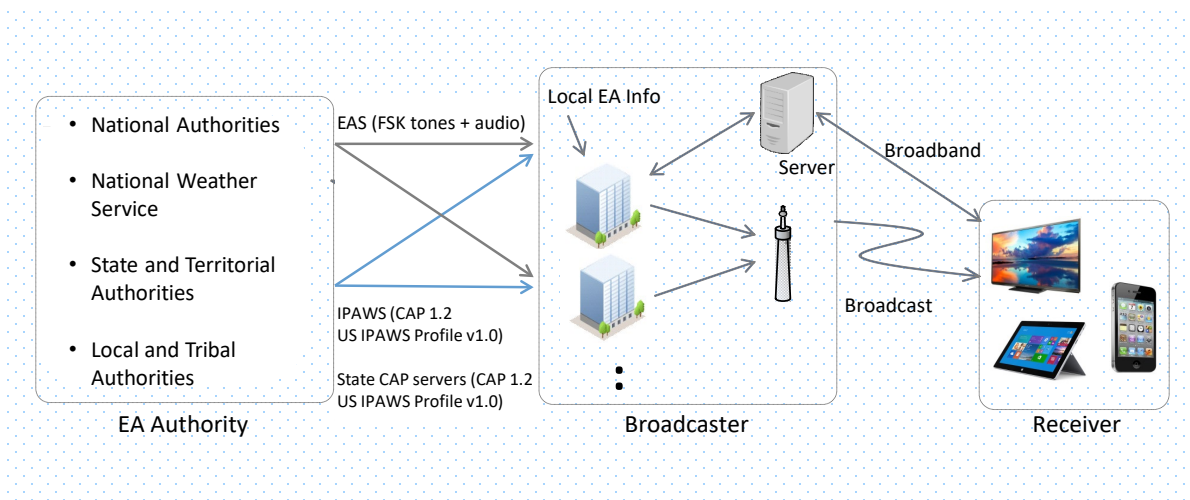 • National Authorities
• National Weather
Service
• State and Territorial
Authorities
• Local and Tribal
Authorities
EA Authority
EAS (FSK tones + audio)
IPAWS (CAP 1.2
US IPAWS Profile v1.0)
State CAP servers (CAP 1.2
US IPAWS Profile v1.0)
Local EA Info
Server
:
Broadcaster
Broadband
Broadcast
Receiver